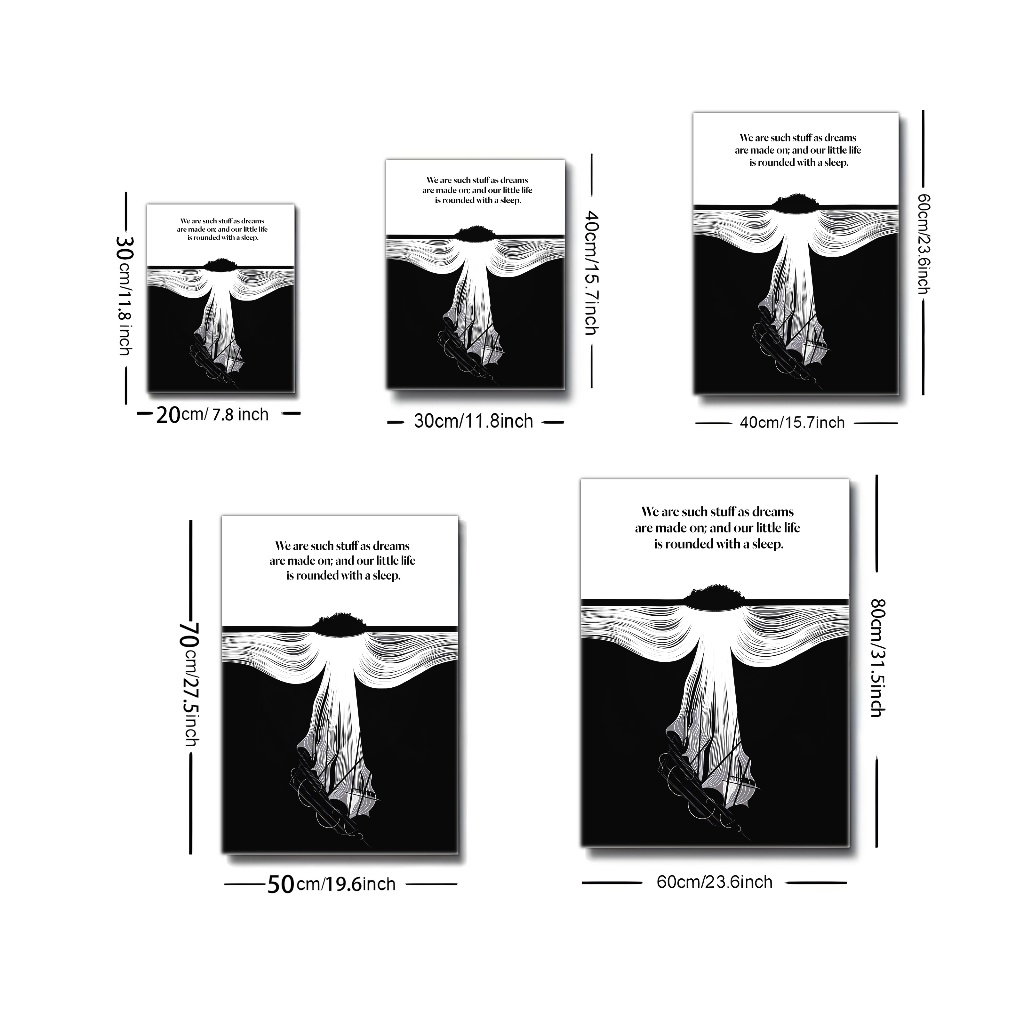 We are such stuff as dreams
are made on; and our little life
is rounded with a sleep.
30cm/11.8 inch
20cm/ 7.8 inch
We are such stuff as dreams
are made on; and our little life
is rounded with a sleep.
40cm/15.7inch
30cm/11.8inch
We are such stuff as dreams
are made on; and our little life
is rounded with a sleep.
60cm/23.6inch
40cm/15.7inch
We are such stuff as dreams
are made on; and our little life
is rounded with a sleep.
70cm/27.5inch
50cm/19.6inch
We are such stuff as dreams
are made on; and our little life
is rounded with a sleep.
80cm/31.5inch
60cm/23.6inch